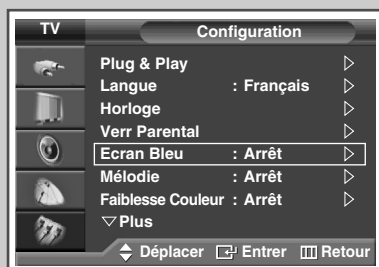 TV Configuration
Plug & Play
Langue : Français
Horloge
Verr Parental
Ecran Bleu : Arrêt
Mélodie : Arrêt
Faiblesse Couleur : Arrêt
Plus
Déplacer Entrer Retour